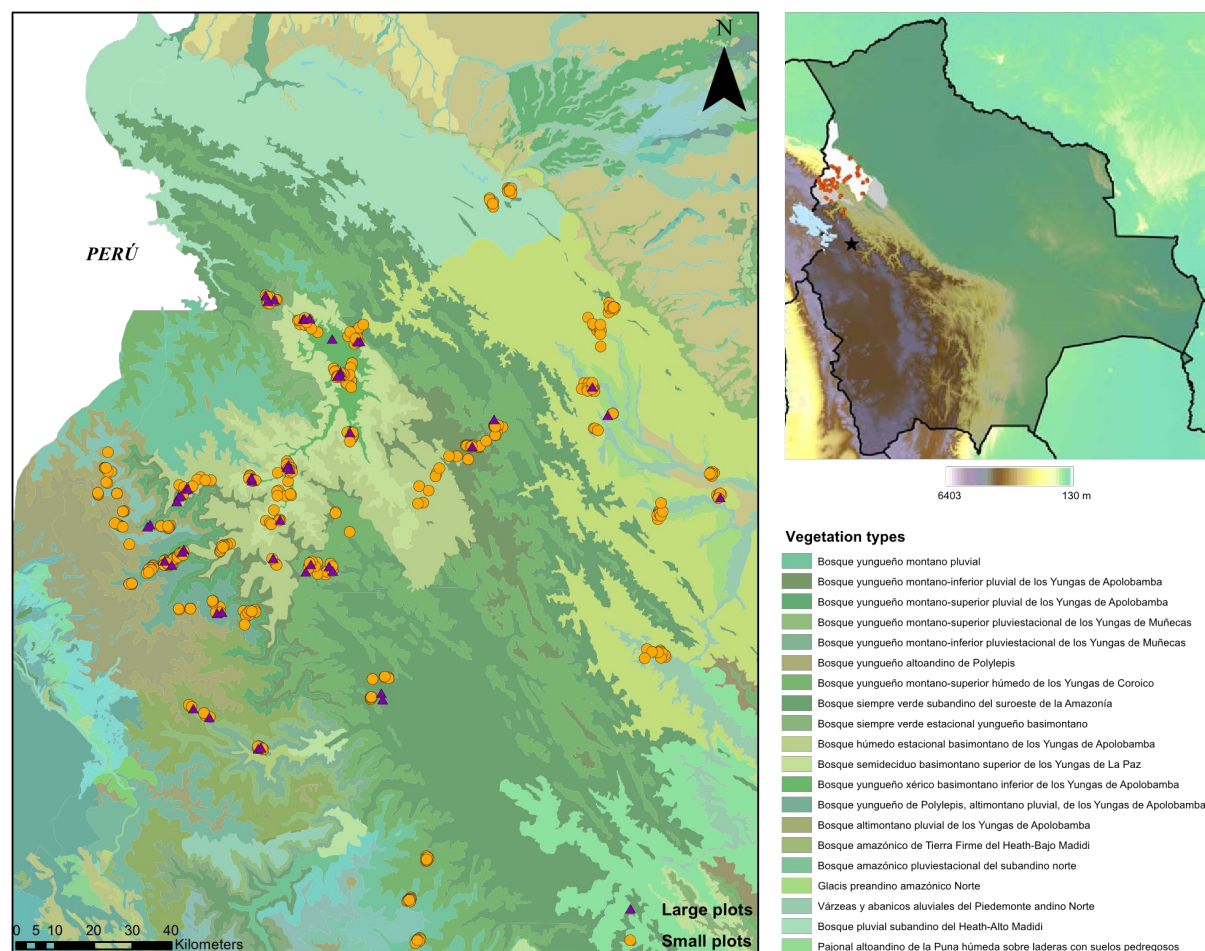 N
PERÚ
Large plots
Small plots
0 5 10 20 30 40
Kilometers
6403 130 m
Vegetation types
Bosque yungueño montano pluvial
Bosque yungueño montano-inferior pluvial de los Yungas de Apolobamba
Bosque yungueño montano-superior pluvial de los Yungas de Apolobamba
Bosque yungueño montano-superior pluviestacional de los Yungas de Muñecas
Bosque yungueño montano-inferior pluviestacional de los Yungas de Muñecas
Bosque yungueño altoandino de Polylepis
Bosque yungueño montano-superior húmedo de los Yungas de Coroico
Bosque siempre verde subandino del suroeste de la Amazonía
Bosque siempre verde estacional yungueño basimontano
Bosque húmedo estacional basimontano de los Yungas de Apolobamba
Bosque semideciduo basimontano superior de los Yungas de La Paz
Bosque yungueño xérico basimontano inferior de los Yungas de Apolobamba
Bosque yungueño de Polylepis, altimontano pluvial, de los Yungas de Apolobamba
Bosque altimontano pluvial de los Yungas de Apolobamba
Bosque amazónico de Tierra Firme del Heath-Bajo Madidi
Bosque amazónico pluviestacional del subandino norte
Glacis preandino amazónico Norte
Várzeas y abanicos aluviales del Piedemonte andino Norte
Bosque pluvial subandino del Heath-Alto Madidi
Pajonal altoandino de la Puna húmeda sobre laderas con suelos pedregosos